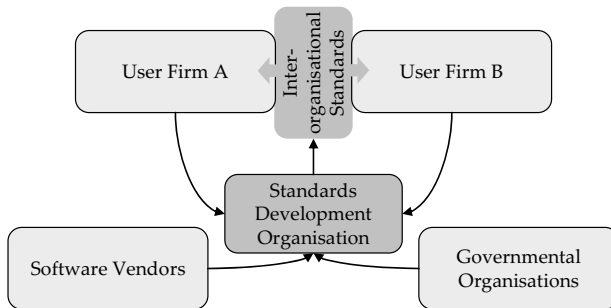 User Firm A
Inter-
organisational
Standards
User Firm B
Standards
Development
Organisation
Software Vendors
Governmental
Organisations